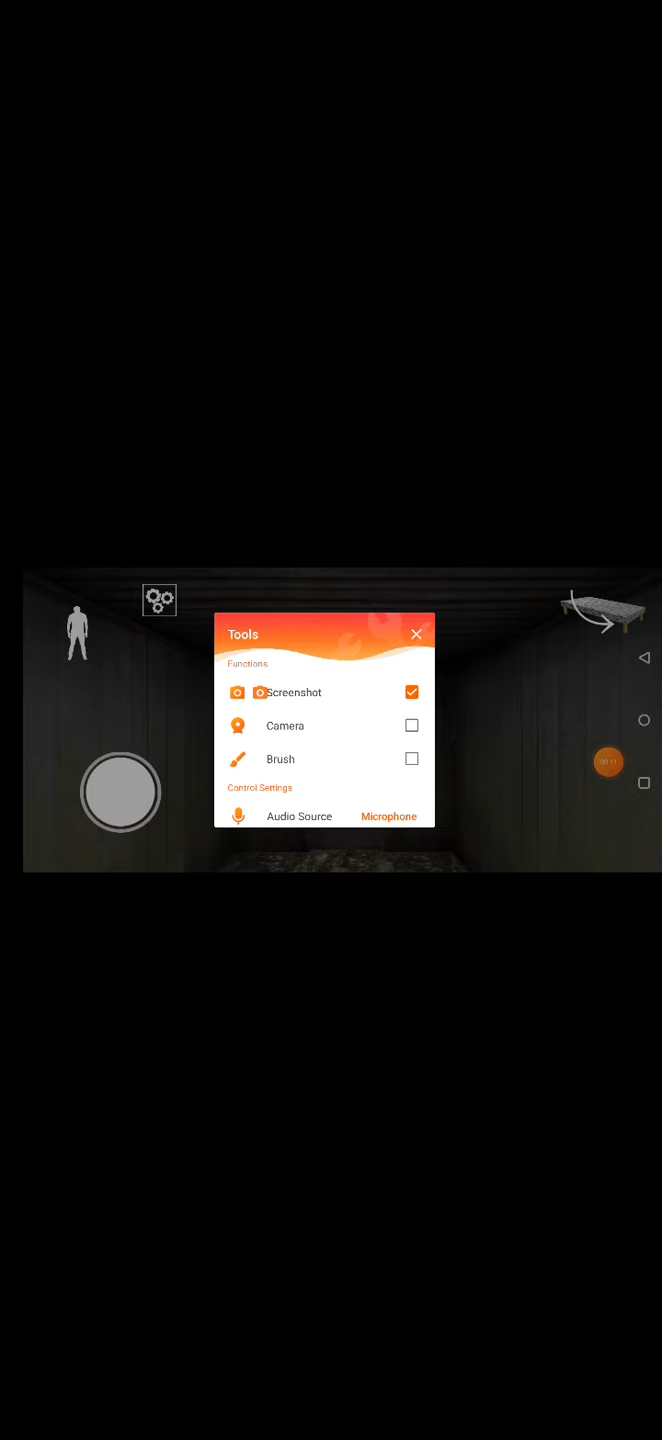 Tools
Functions
Screenshot
Camera
Brush
Control Settings
Audio Source Microphone